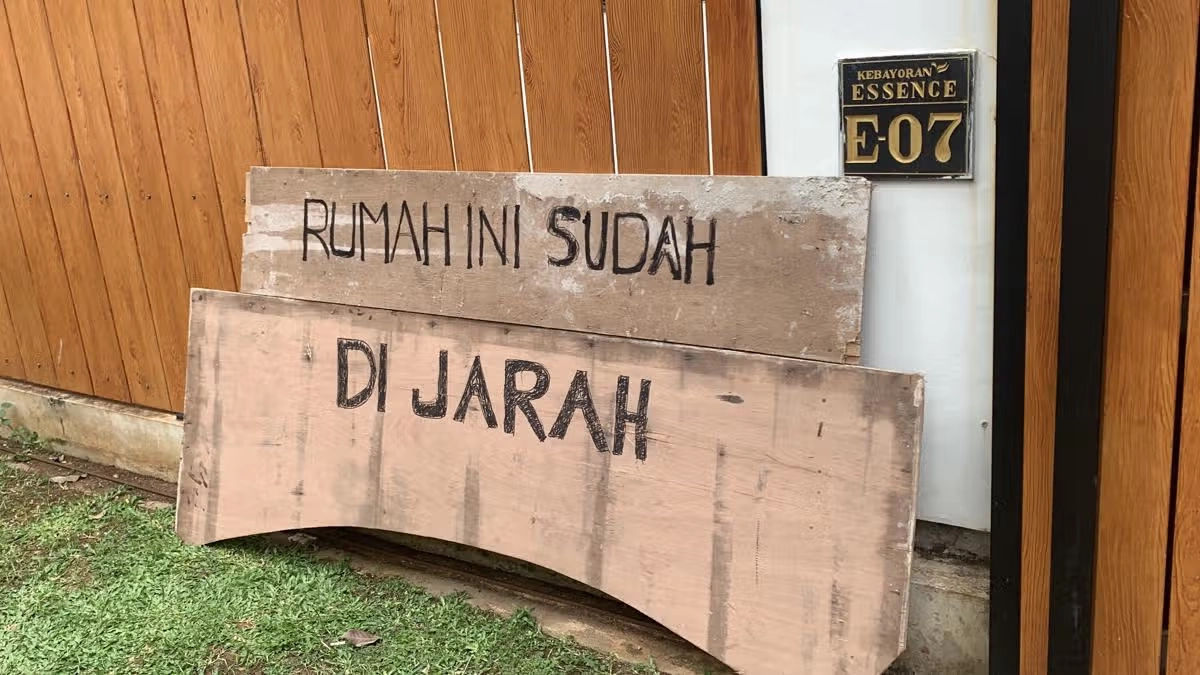 KEBAYORAN
ESSENCE
E-07
RUMAH INI SUDAH
DI JARAH